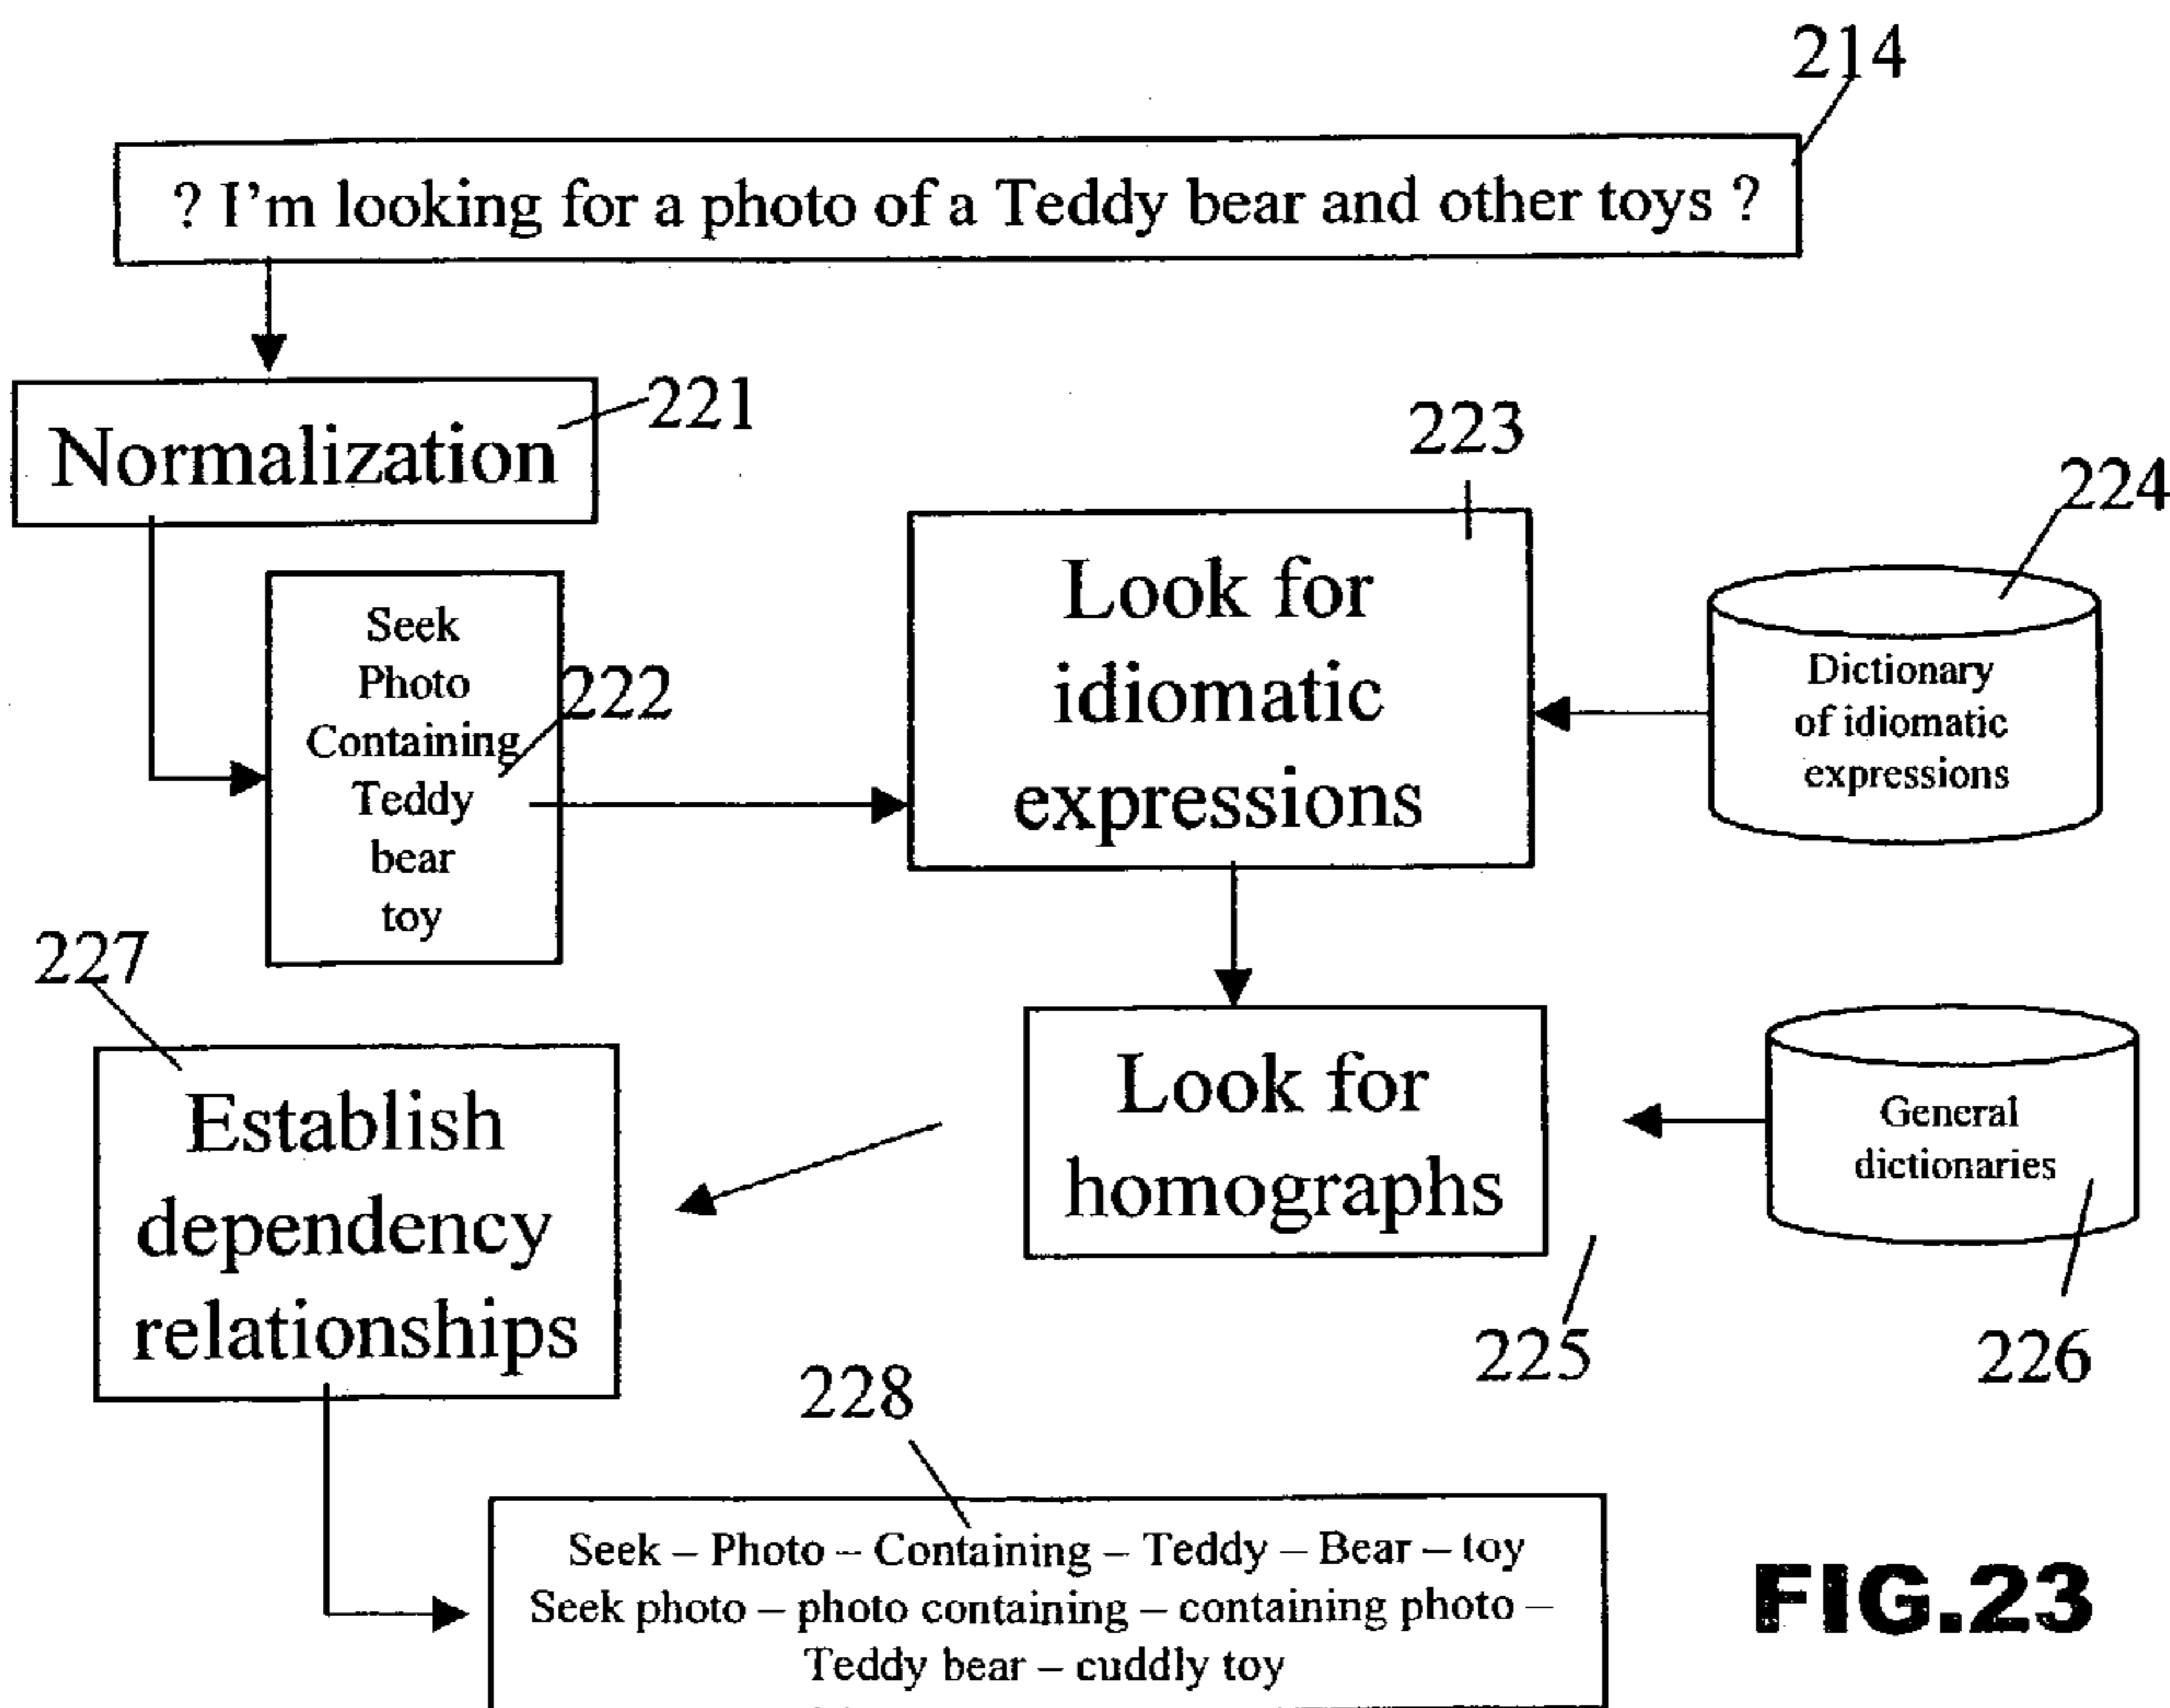 214
? I'm looking for a photo of a Teddy bear and other toys ?
Normalization
221
223
224
Seek
Photo
Containing
Teddy
bear
toy
222
Look for
idiomatic
expressions
Dictionary
of idiomatic
expressions
227
Establish
dependency
relationships
Look for
homographs
General
dictionaries
225
226
228
Seek – Photo – Containing – Teddy – Bear – toy
Seek photo – photo containing – containing photo –
Teddy bear – cuddly toy
FIG.23